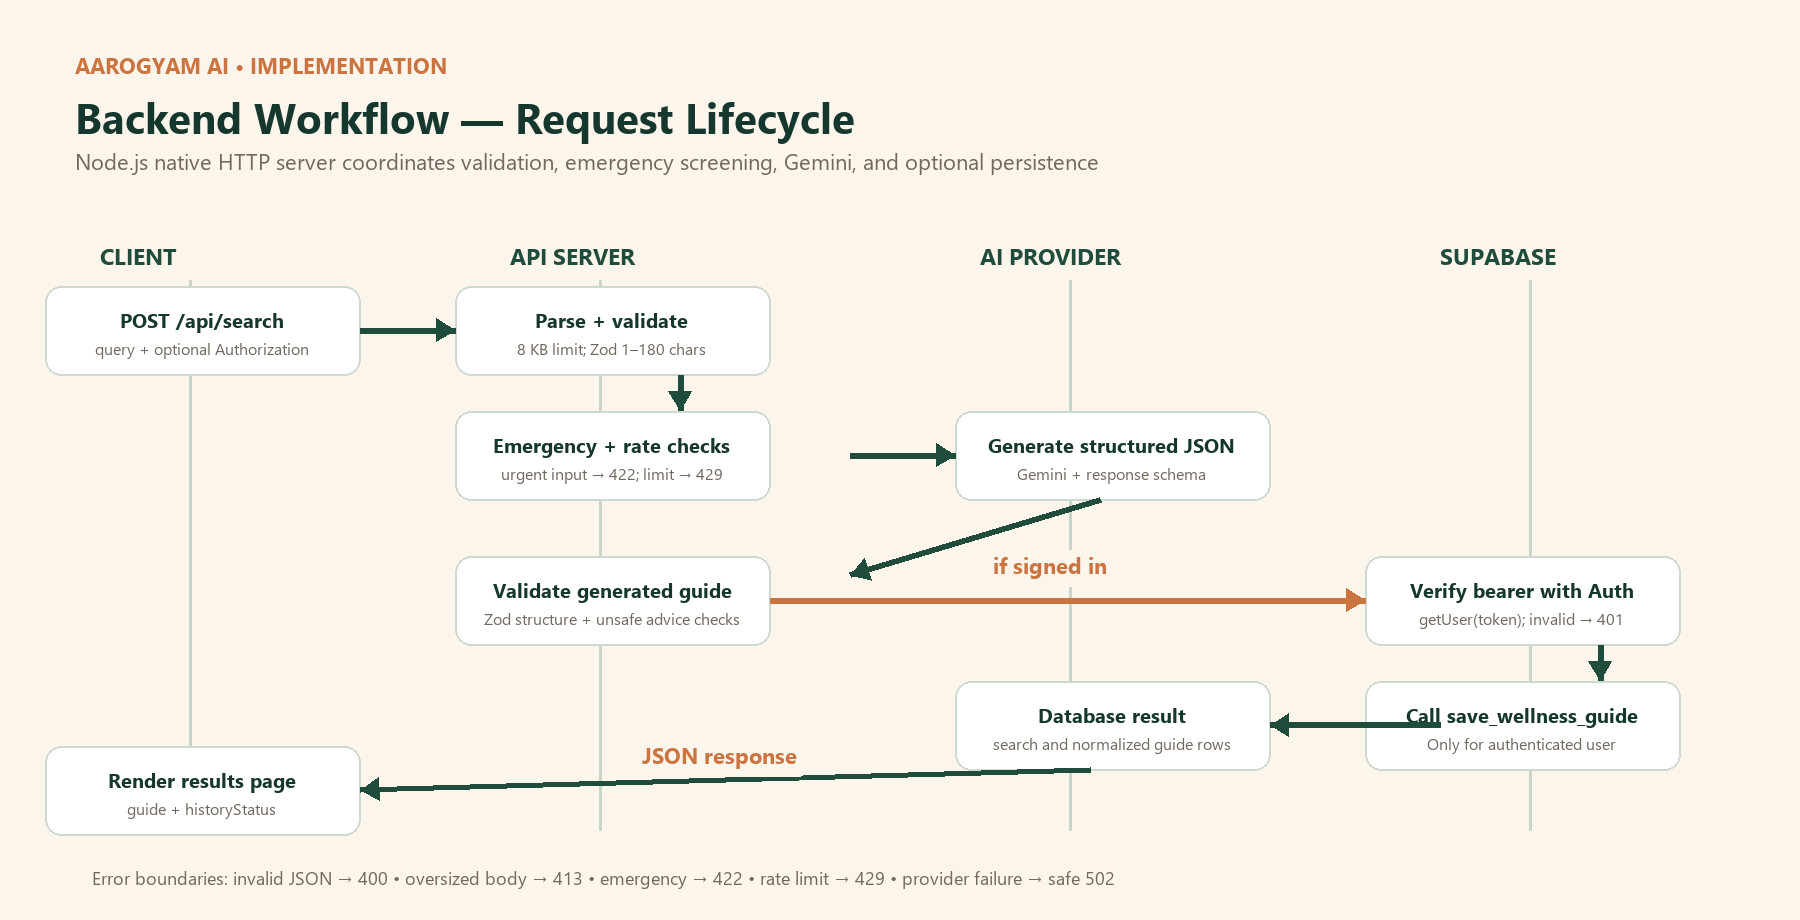 AAROGYAM AI • IMPLEMENTATION
Backend Workflow — Request Lifecycle
Node.js native HTTP server coordinates validation, emergency screening, Gemini, and optional persistence
CLIENT
API SERVER
AI PROVIDER
SUPABASE
POST /api/search
query + optional Authorization
Parse + validate
8 KB limit; Zod 1–180 chars
Emergency + rate checks
urgent input → 422; limit → 429
Generate structured JSON
Gemini + response schema
if signed in
Validate generated guide
Zod structure + unsafe advice checks
Verify bearer with Auth
getUser(token); invalid → 401
Call save_wellness_guide
Only for authenticated user
Database result
search and normalized guide rows
JSON response
Render results page
guide + historyStatus
Error boundaries: invalid JSON → 400 • oversized body → 413 • emergency → 422 • rate limit → 429 • provider failure → safe 502